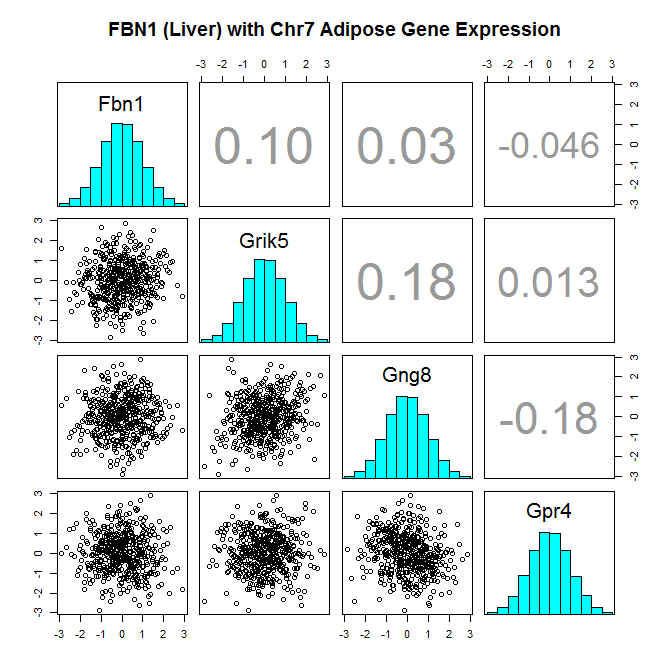 FBN1 (Liver) with Chr7 Adipose Gene Expression
-3 -2 -1 0 1 2 3 -3 -2 -1 0 1 2 3
Fbn1 0.10 0.03 -0.046
3 2 1 0 -1 -2 -3
3 2 1 0 -1 -2 -3
Grik5 0.18 0.013
Gng8 -0.18
3 2 1 0 -1 -2 -3
3 2 1 0 -1 -2 -3
Gpr4
-3 -2 -1 0 1 2 3 -3 -2 -1 0 1 2 3